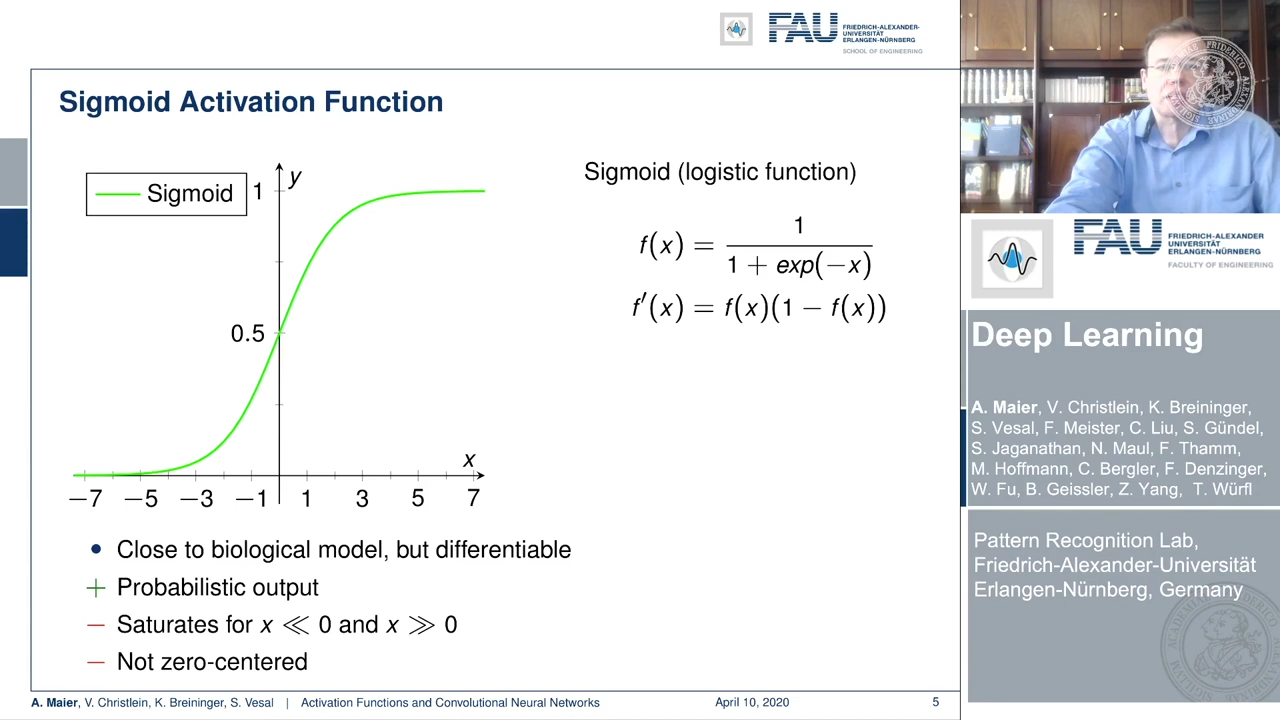 FAU
FRIEDRICH-ALEXANDER-
UNIVERSITÄT
ERLANGEN-NÜRNBERG
SCHOOL OF ENGINEERING
Sigmoid Activation Function
Sigmoid
y
1
0.5
x
−7 −5 −3 −1 1 3 5 7
Sigmoid (logistic function)
f(x) = 1 / (1 + exp(−x))
f′(x) = f(x)(1 − f(x))
• Close to biological model, but differentiable
+ Probabilistic output
− Saturates for x ≪ 0 and x ≫ 0
− Not zero-centered
A. Maier, V. Christlein, K. Breininger, S. Vesal | Activation Functions and Convolutional Neural Networks April 10, 2020 5
FAU
FRIEDRICH-ALEXANDER
UNIVERSITÄT
ERLANGEN-NÜRNBERG
FACULTY OF ENGINEERING
Deep Learning
A. Maier, V. Christlein, K. Breininger,
S. Vesal, F. Meister, C. Liu, S. Gündel,
S. Jaganathan, N. Maul, F. Thamm,
M. Hoffmann, C. Bergler, F. Denzinger,
W. Fu, B. Geissler, Z. Yang, T. Würfl
Pattern Recognition Lab,
Friedrich-Alexander-Universität
Erlangen-Nürnberg, Germany